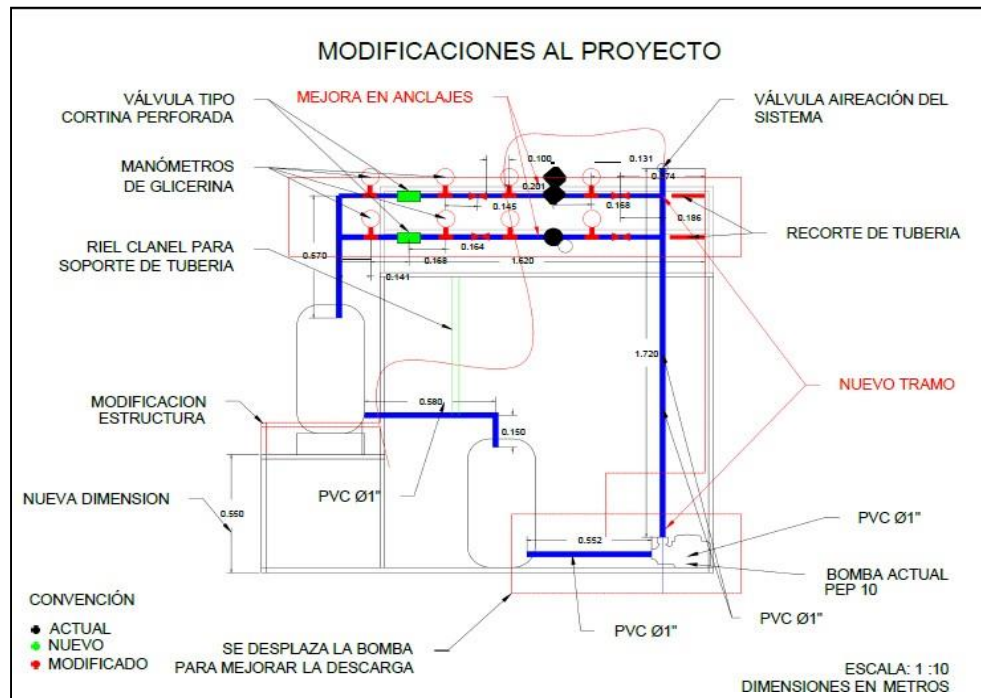 MODIFICACIONES AL PROYECTO
VÁLVULA TIPO
CORTINA PERFORADA
MEJORA EN ANCLAJES
VÁLVULA AIREACIÓN DEL
SISTEMA
MANÓMETROS
DE GLICERINA
0.100
0.131
0.201
0.145
0.168
0.186
RECORTE DE TUBERIA
RIEL CLANEL PARA
SOPORTE DE TUBERIA
0.570
0.164
0.168
1.620
0.141
1.720
NUEVO TRAMO
MODIFICACION
ESTRUCTURA
0.580
0.150
NUEVA DIMENSION
0.550
PVC Ø1"
PVC Ø1"
0.552
BOMBA ACTUAL
PEP 10
PVC Ø1"
PVC Ø1"
CONVENCIÓN
ACTUAL
NUEVO
MODIFICADO
SE DESPLAZA LA BOMBA
PARA MEJORAR LA DESCARGA
ESCALA: 1 :10
DIMENSIONES EN METROS